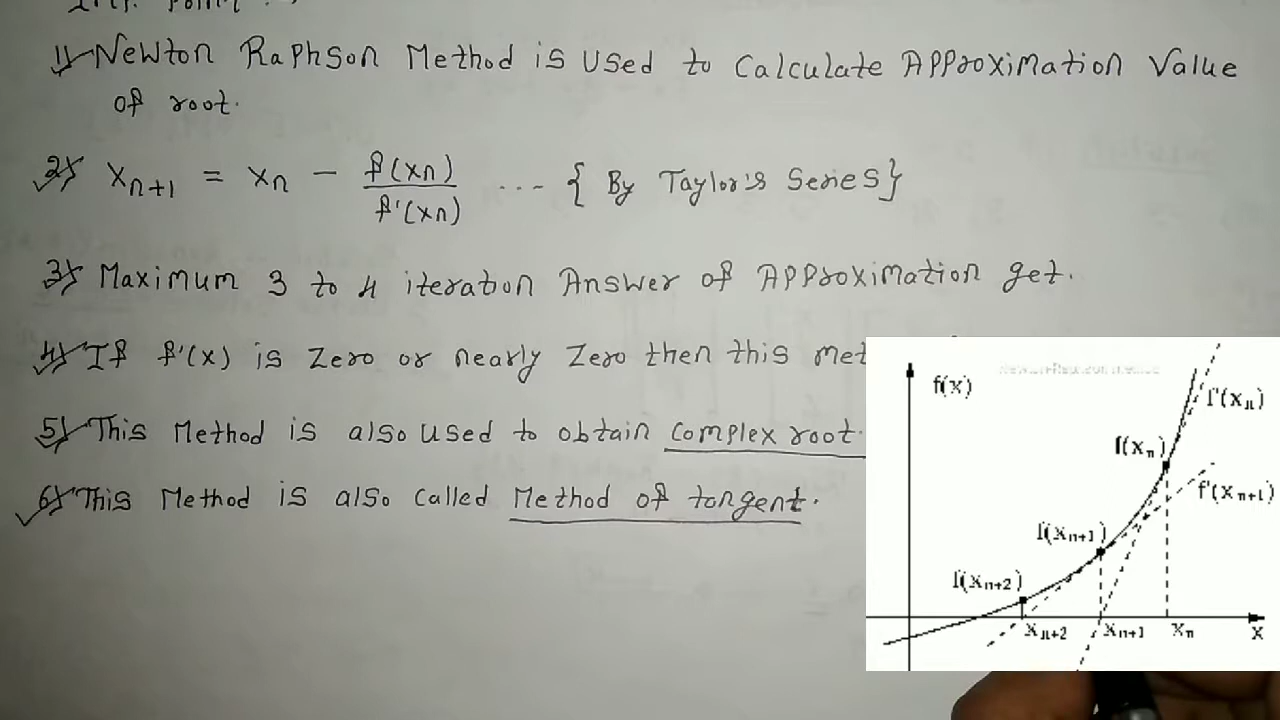 1) Newton Raphson Method is used to Calculate Approximation Value
of root.
2) Xn+1 = Xn - f(Xn) / f'(Xn) ... { By Taylor's Series}
3) Maximum 3 to 4 iteration Answer of Approximation get.
4) If f'(x) is Zero or nearly Zero then this
5) This Method is also used to obtain complex root.
6) This Method is also called Method of tangent.
f(x)
f'(xn)
f(xn)
f'(xn+1)
f(xn+1)
f(xn+2)
xn+2 xn+1 xn x